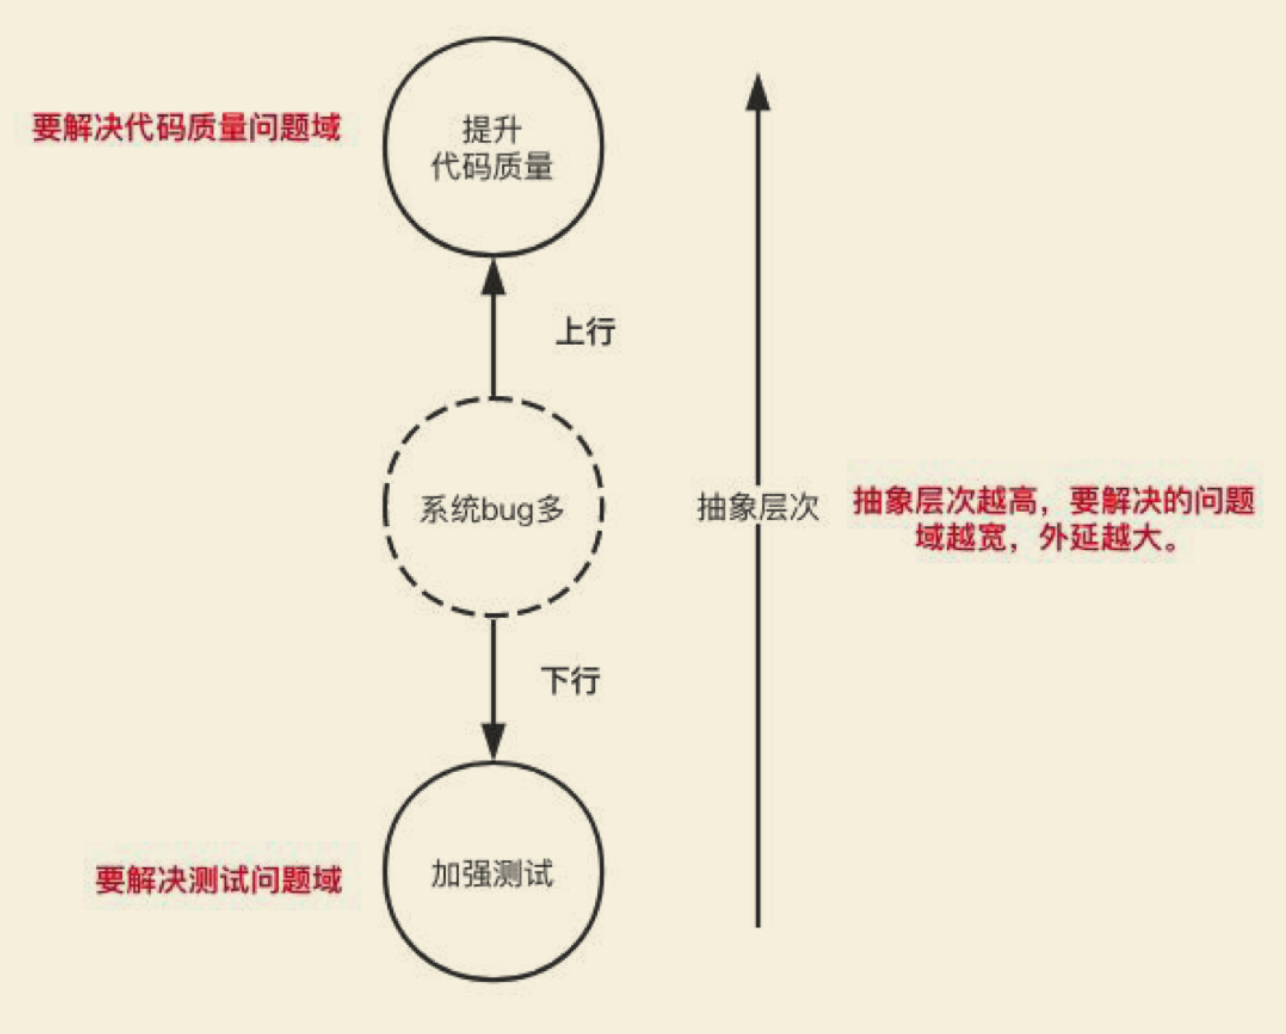 提升
代码质量
要解决代码质量问题域
上行
系统bug多
抽象层次
抽象层次越高，要解决的问题
域越宽，外延越大。
下行
加强测试
要解决测试问题域